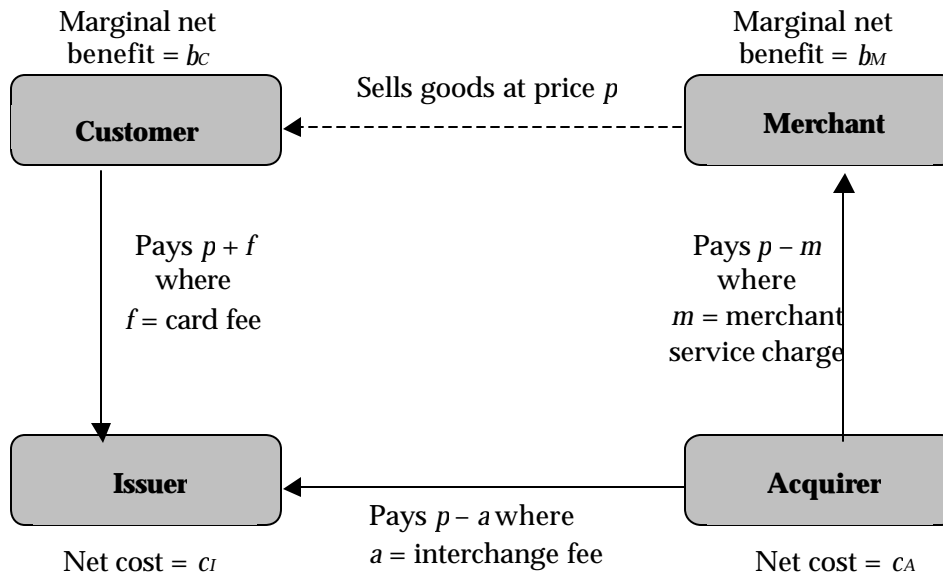 Marginal net
benefit = bC
Marginal net
benefit = bM
Sells goods at price p
Customer
Merchant
Pays p + f
where
f = card fee
Pays p – m
where
m = merchant
service charge
Issuer
Acquirer
Pays p – a where
a = interchange fee
Net cost = cI
Net cost = cA